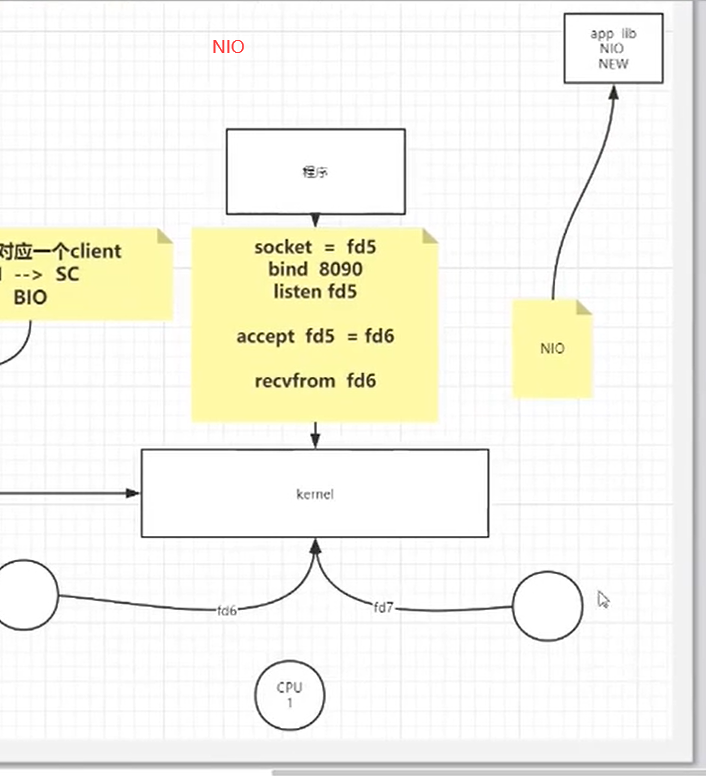 NIO
app lib
NIO
NEW
程序
对应一个client
--> SC
BIO
socket = fd5
bind 8090
listen fd5
accept fd5 = fd6
recvfrom fd6
NIO
kernel
fd6
fd7
CPU
1